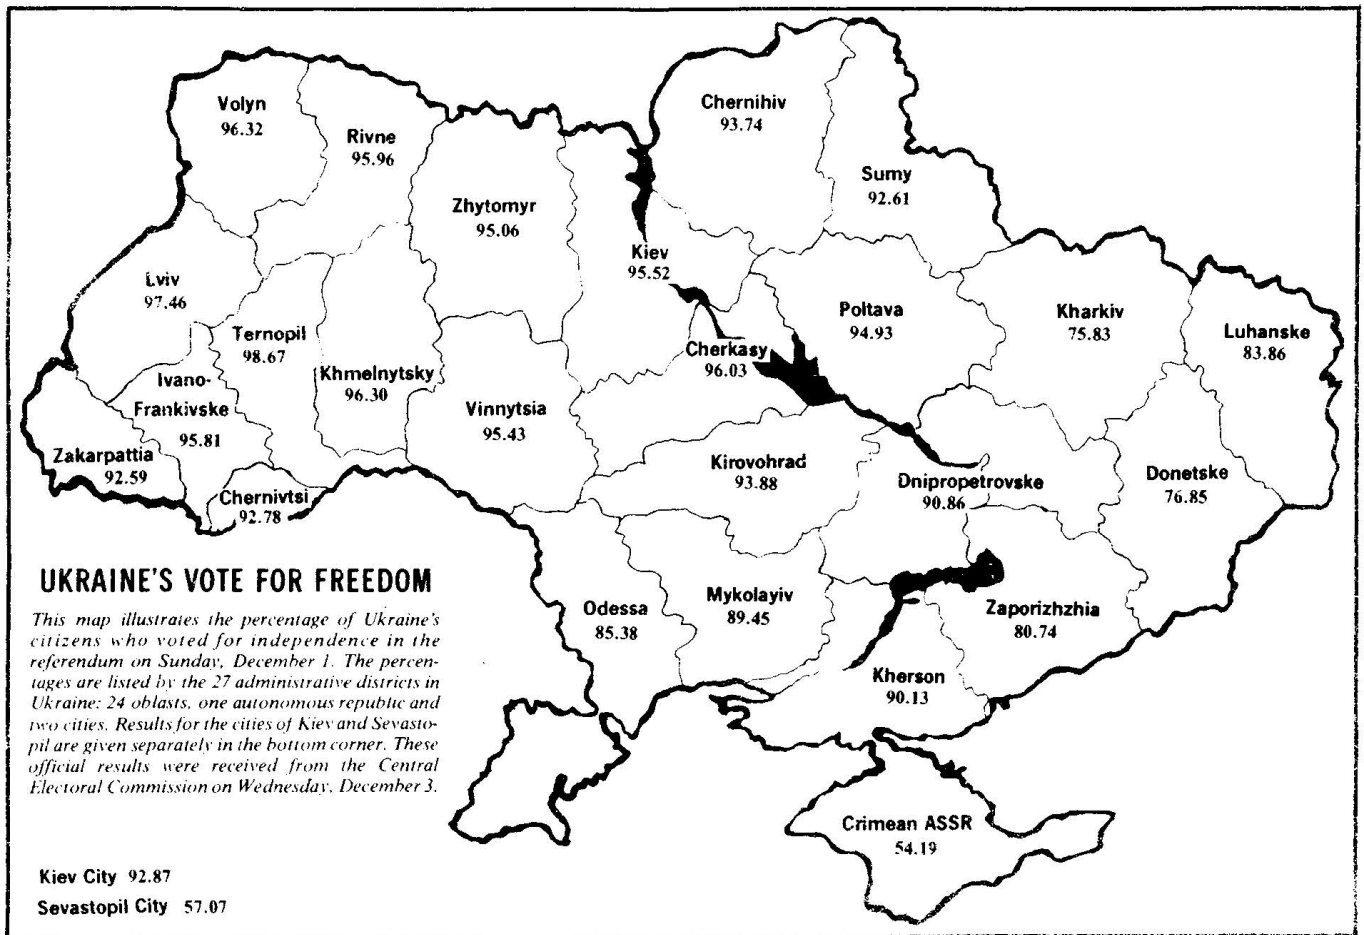 Volyn
96.32
Rivne
95.96
Chernihiv
93.74
Sumy
92.61
Zhytomyr
95.06
Kiev
95.52
Lviv
97.46
Ternopil
98.67
Khmelnytsky
96.30
Ivano-
Frankivske
95.81
Zakarpattia
92.59
Chernivtsi
92.78
Vinnytsia
95.43
Cherkasy
96.03
Poltava
94.93
Kharkiv
75.83
Luhanske
83.86
Kirovohrad
93.88
Dnipropetrovske
90.86
Donetske
76.85
Odessa
85.38
Mykolayiv
89.45
Zaporizhzhia
80.74
Kherson
90.13
Crimean ASSR
54.19
UKRAINE'S VOTE FOR FREEDOM
This map illustrates the percentage of Ukraine's
citizens who voted for independence in the
referendum on Sunday, December 1. The percen-
tages are listed by the 27 administrative districts in
Ukraine: 24 oblasts, one autonomous republic and
two cities. Results for the cities of Kiev and Sevasto-
pil are given separately in the bottom corner. These
official results were received from the Central
Electoral Commission on Wednesday, December 3.
Kiev City 92.87
Sevastopil City 57.07